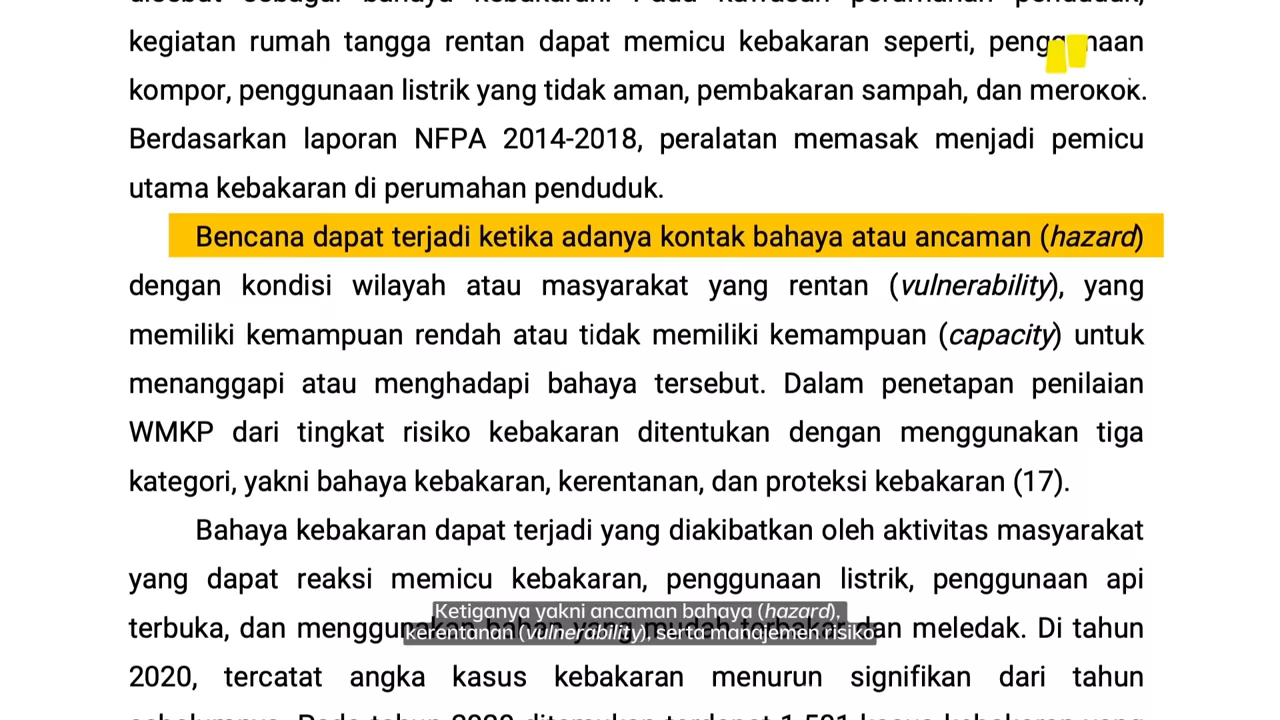 kegiatan rumah tangga rentan dapat memicu kebakaran seperti,
kompor, penggunaan listrik yang tidak aman, pembakaran sampah, dan merokok.
Berdasarkan laporan NFPA 2014-2018, peralatan memasak menjadi pemicu
utama kebakaran di perumahan penduduk.
Bencana dapat terjadi ketika adanya kontak bahaya atau ancaman (hazard)
dengan kondisi wilayah atau masyarakat yang rentan (vulnerability), yang
memiliki kemampuan rendah atau tidak memiliki kemampuan (capacity) untuk
menanggapi atau menghadapi bahaya tersebut. Dalam penetapan penilaian
WMKP dari tingkat risiko kebakaran ditentukan dengan menggunakan tiga
kategori, yakni bahaya kebakaran, kerentanan, dan proteksi kebakaran (17).
Bahaya kebakaran dapat terjadi yang diakibatkan oleh aktivitas masyarakat
yang dapat reaksi memicu kebakaran, penggunaan listrik, penggunaan api
terbuka, dan menggunakan bahan yang mudah terbakar dan meledak. Di tahun
Ketiganya yakni ancaman bahaya (hazard),
kerentanan (vulnerability), serta manajemen risiko
2020, tercatat angka kasus kebakaran menurun signifikan dari tahun